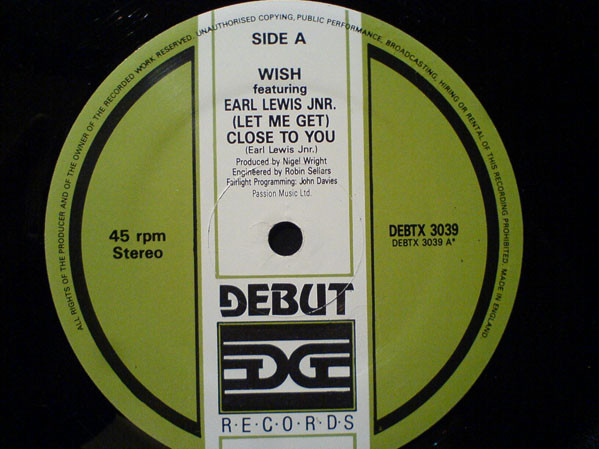 ALL RIGHTS OF THE PRODUCER AND OF THE OWNER OF THE RECORDED WORK RESERVED. UNAUTHORISED COPYING, PUBLIC PERFORMANCE, BROADCASTING, HIRING OR RENTAL OF THIS RECORDING PROHIBITED. MADE IN ENGLAND.
SIDE A
WISH
featuring
EARL LEWIS JNR.
(LET ME GET)
CLOSE TO YOU
(Earl Lewis Jnr.)
Produced by Nigel Wright
Engineered by Robin Sellars
Fairlight Programming: John Davies
Passion Music Ltd.
45 rpm
Stereo
DEBTX 3039
DEBTX 3039 A*
DEBUT
R·E·C·O·R·D·S